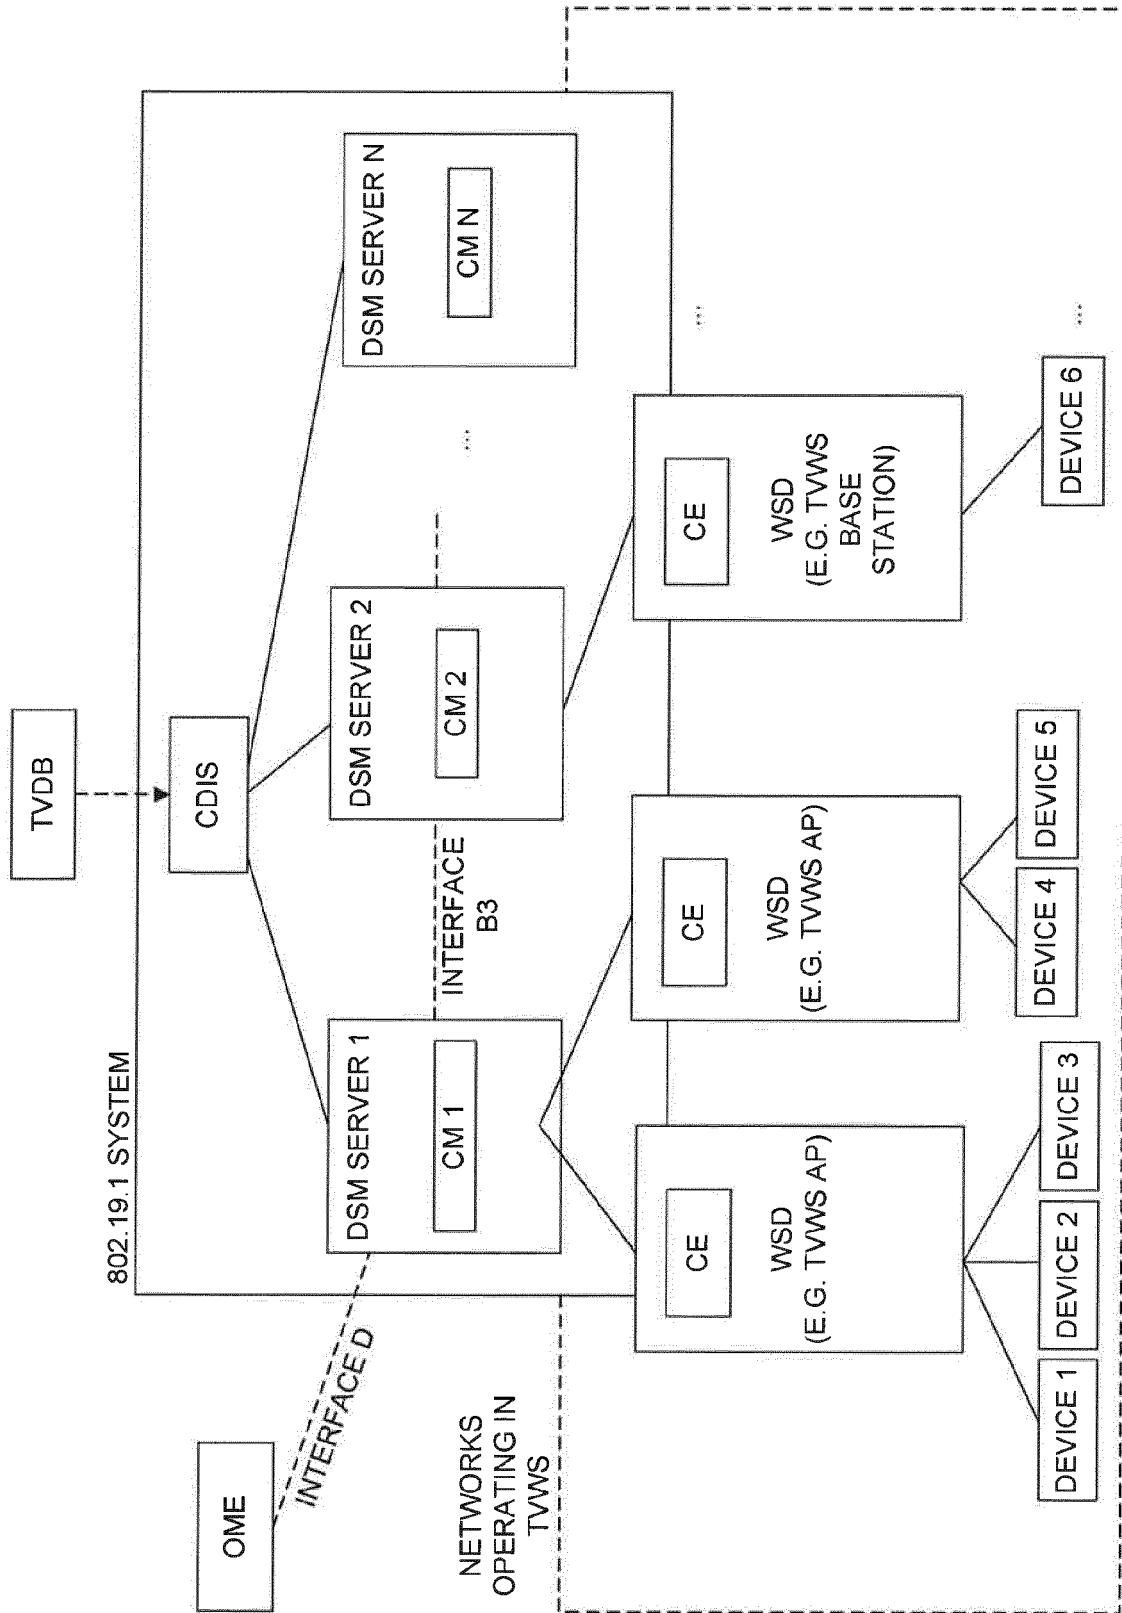 TVDB
802.19.1 SYSTEM
CDIS
OME
INTERFACE D
DSM SERVER 1
CM 1
INTERFACE
B3
DSM SERVER 2
CM 2
...
DSM SERVER N
CM N
NETWORKS
OPERATING IN
TVWS
CE
WSD
(E.G. TVWS AP)
CE
WSD
(E.G. TVWS AP)
CE
WSD
(E.G. TVWS
BASE
STATION)
...
DEVICE 1
DEVICE 2
DEVICE 3
DEVICE 4
DEVICE 5
DEVICE 6
...